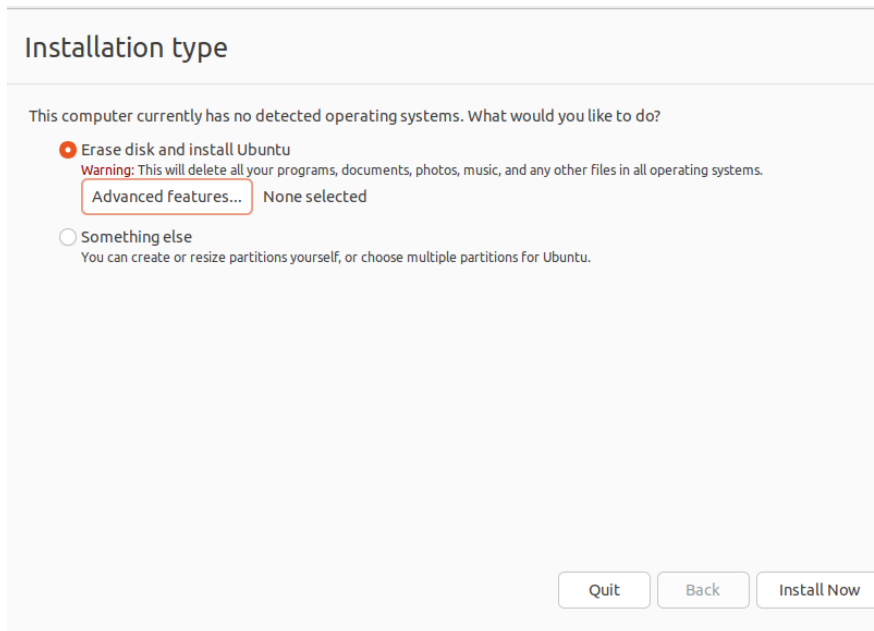 Installation type
This computer currently has no detected operating systems. What would you like to do?
Erase disk and install Ubuntu
Warning: This will delete all your programs, documents, photos, music, and any other files in all operating systems.
Advanced features... None selected
Something else
You can create or resize partitions yourself, or choose multiple partitions for Ubuntu.
Quit Back Install Now